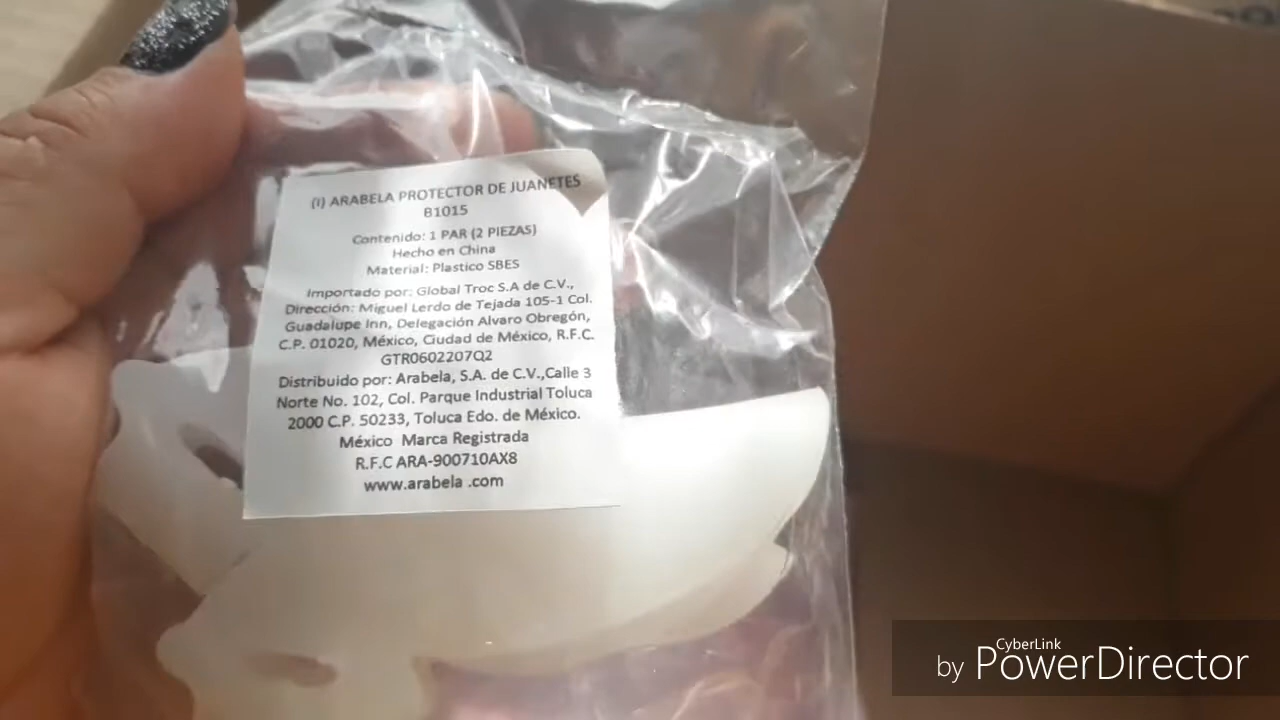 (I) ARABELA PROTECTOR DE JUANETES
B1015
Contenido: 1 PAR (2 PIEZAS)
Hecho en China
Material: Plastico SBES
Importado por: Global Troc S.A de C.V.,
Dirección: Miguel Lerdo de Tejada 105-1 Col.
Guadalupe Inn, Delegación Alvaro Obregón,
C.P. 01020, México, Ciudad de México, R.F.C.
GTR0602207Q2
Distribuido por: Arabela, S.A. de C.V.,Calle 3
Norte No. 102, Col. Parque Industrial Toluca
2000 C.P. 50233, Toluca Edo. de México.
México Marca Registrada
R.F.C ARA-900710AX8
www.arabela .com
CyberLink
by PowerDirector